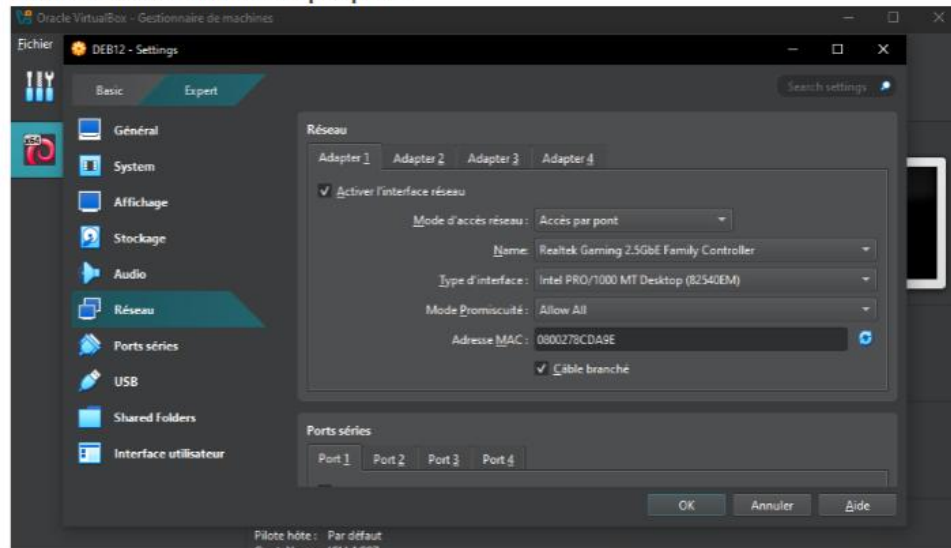 Oracle VirtualBox - Gestionnaire de machines
Fichier
DEB12 - Settings
Basic
Expert
Search settings
x64
Général
System
Affichage
Stockage
Audio
Réseau
Ports séries
USB
Shared Folders
Interface utilisateur
Réseau
Adapter 1 Adapter 2 Adapter 3 Adapter 4
Activer l'interface réseau
Mode d'accès réseau : Accès par pont
Name: Realtek Gaming 2.5GbE Family Controller
Type d'interface : Intel PRO/1000 MT Desktop (82540EM)
Mode Promiscuité : Allow All
Adresse MAC : 0800278CDA9E
Câble branché
Ports séries
Port 1 Port 2 Port 3 Port 4
OK Annuler Aide
Pilote hôte : Par défaut